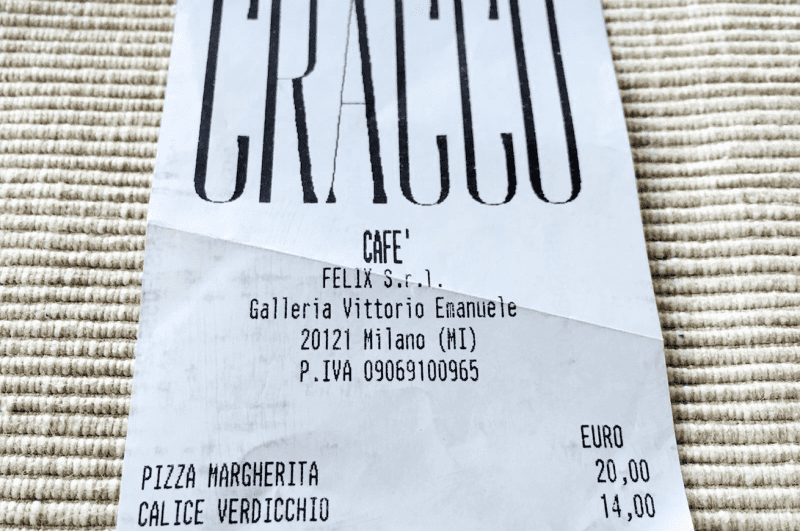 CRACCO
CAFE'
FELIX S.r.l.
Galleria Vittorio Emanuele
20121 Milano (MI)
P.IVA 09069100965
EURO
PIZZA MARGHERITA 20,00
CALICE VERDICCHIO 14,00